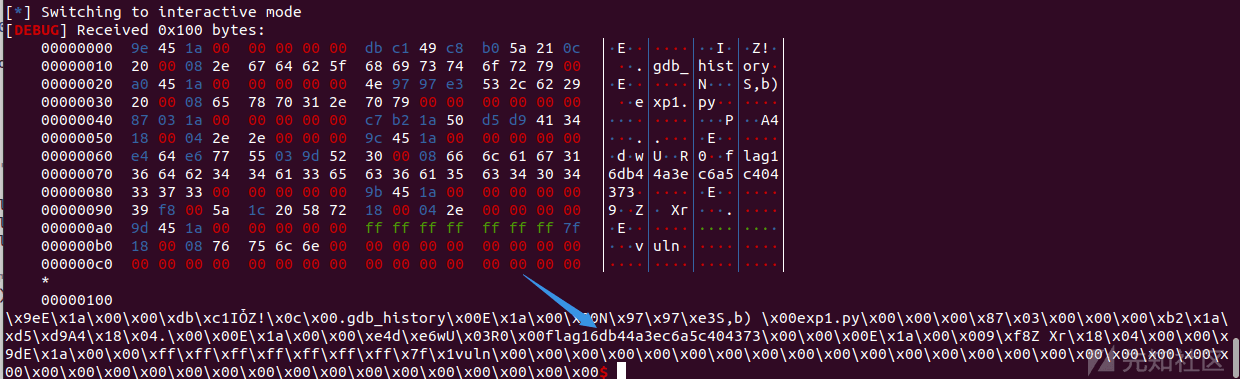 [*] Switching to interactive mode
[DEBUG] Received 0x100 bytes:
00000000 9e 45 1a 00 00 00 00 00 db c1 49 c8 b0 5a 21 0c │·E··│····│··I·│·Z!·│
00000010 20 00 08 2e 67 64 62 5f 68 69 73 74 6f 72 79 00 │ ··.│gdb_│hist│ory·│
00000020 a0 45 1a 00 00 00 00 00 4e 97 97 e3 53 2c 62 29 │·E··│····│N···│S,b)│
00000030 20 00 08 65 78 70 31 2e 70 79 00 00 00 00 00 00 │ ··e│xp1.│py··│····│
00000040 87 03 1a 00 00 00 00 00 c7 b2 1a 50 d5 d9 41 34 │····│····│···P│··A4│
00000050 18 00 04 2e 2e 00 00 00 9c 45 1a 00 00 00 00 00 │···.│.···│·E··│····│
00000060 e4 64 e6 77 55 03 9d 52 30 00 08 66 6c 61 67 31 │·d·w│U··R│0··f│lag1│
00000070 36 64 62 34 34 61 33 65 63 36 61 35 63 34 30 34 │6db4│4a3e│c6a5│c404│
00000080 33 37 33 00 00 00 00 00 9b 45 1a 00 00 00 00 00 │373·│····│·E··│····│
00000090 39 f8 00 5a 1c 20 58 72 18 00 04 2e 00 00 00 00 │9··Z│· Xr│···.│····│
000000a0 9d 45 1a 00 00 00 00 00 ff ff ff ff ff ff ff 7f │·E··│····│····│····│
000000b0 18 00 08 76 75 6c 6e 00 00 00 00 00 00 00 00 00 │···v│uln·│····│····│
000000c0 00 00 00 00 00 00 00 00 00 00 00 00 00 00 00 00 │····│····│····│····│
*
00000100
\x9eE\x1a\x00\x00\xdb\xc1IȎZ!\x0c\x00.gdb_history\x00E\x1a\x00\x00\x00N\x97\x97\xe3S,b) \x00exp1.py\x00\x00\x00\x87\x03\x00\x00\xb2\x1a\
\xd5\xd9A4\x18\x04.\x00\x00E\x1a\x00\x00\xe4d\xe6wU\x03R0\x00flag16db44a3ec6a5c404373\x00\x00\x00E\x1a\x00\x009\xf8Z Xr\x18\x04\x00\x00\x
9dE\x1a\x00\x00\xff\xff\xff\xff\xff\xff\xff\x7f\x1vuln\x00\x00\x00\x00\x00\x00\x00\x00\x00\x00\x00\x00\x00\x00\x00\x00\x00\x00\x00\x00\x
00\x00\x00\x00\x00\x00\x00\x00\x00\x00\x00\x00\x00\x00\x00\x00\x00\x00\x00\x00$
先知社区